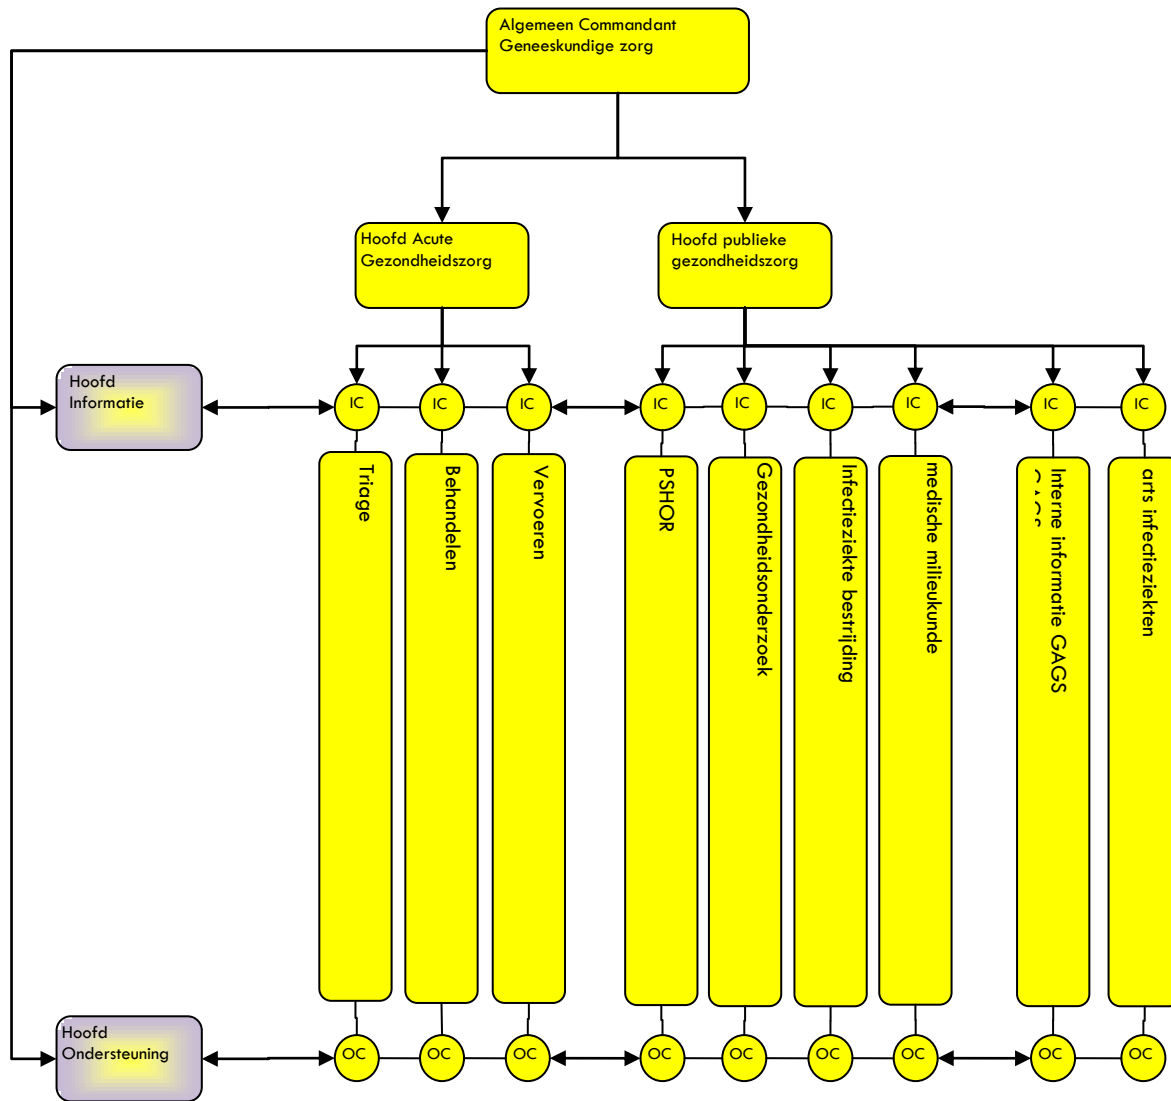 Algemeen Commandant
Geneeskundige zorg
Hoofd Acute
Gezondheidszorg
Hoofd publieke
gezondheidszorg
Hoofd
Informatie
IC
IC
IC
IC
IC
IC
IC
IC
IC
Triage
Behandelen
Vervoeren
PSHOR
Gezondheidsonderzoek
Infectieziekte bestrijding
medische milieukunde
Interne informatie GAGS
arts infectieziekten
Hoofd
Ondersteuning
OC
OC
OC
OC
OC
OC
OC
OC
OC